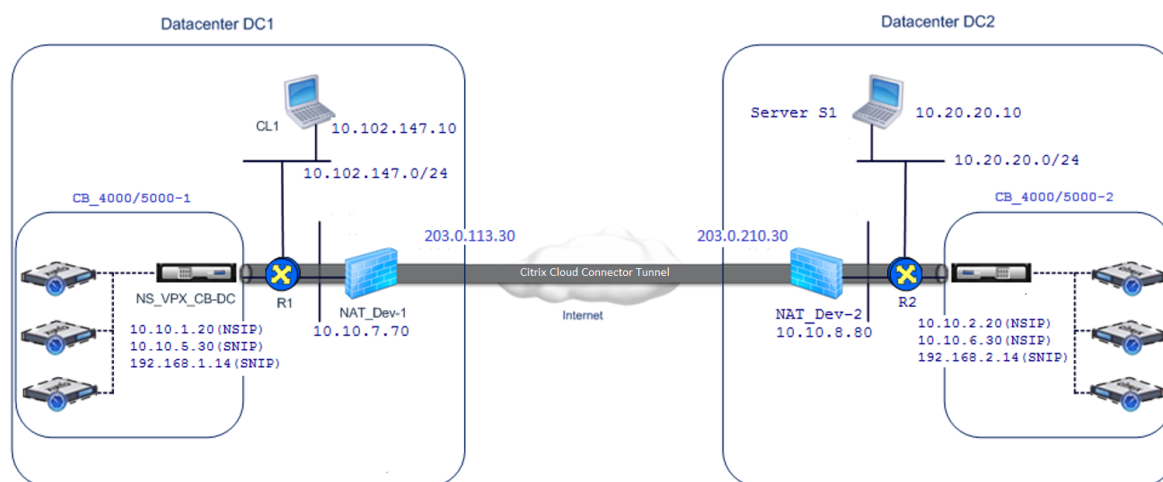 Datacenter DC1
Datacenter DC2
CL1
10.102.147.10
10.102.147.0/24
Server S1
10.20.20.10
10.20.20.0/24
CB_4000/5000-1
CB_4000/5000-2
203.0.113.30
203.0.210.30
Citrix Cloud Connector Tunnel
Internet
NS_VPX_CB-DC
R1
NAT_Dev-1
10.10.7.70
NAT_Dev-2
10.10.8.80
R2
10.10.1.20(NSIP)
10.10.5.30(SNIP)
192.168.1.14(SNIP)
10.10.2.20(NSIP)
10.10.6.30(NSIP)
192.168.2.14(SNIP)